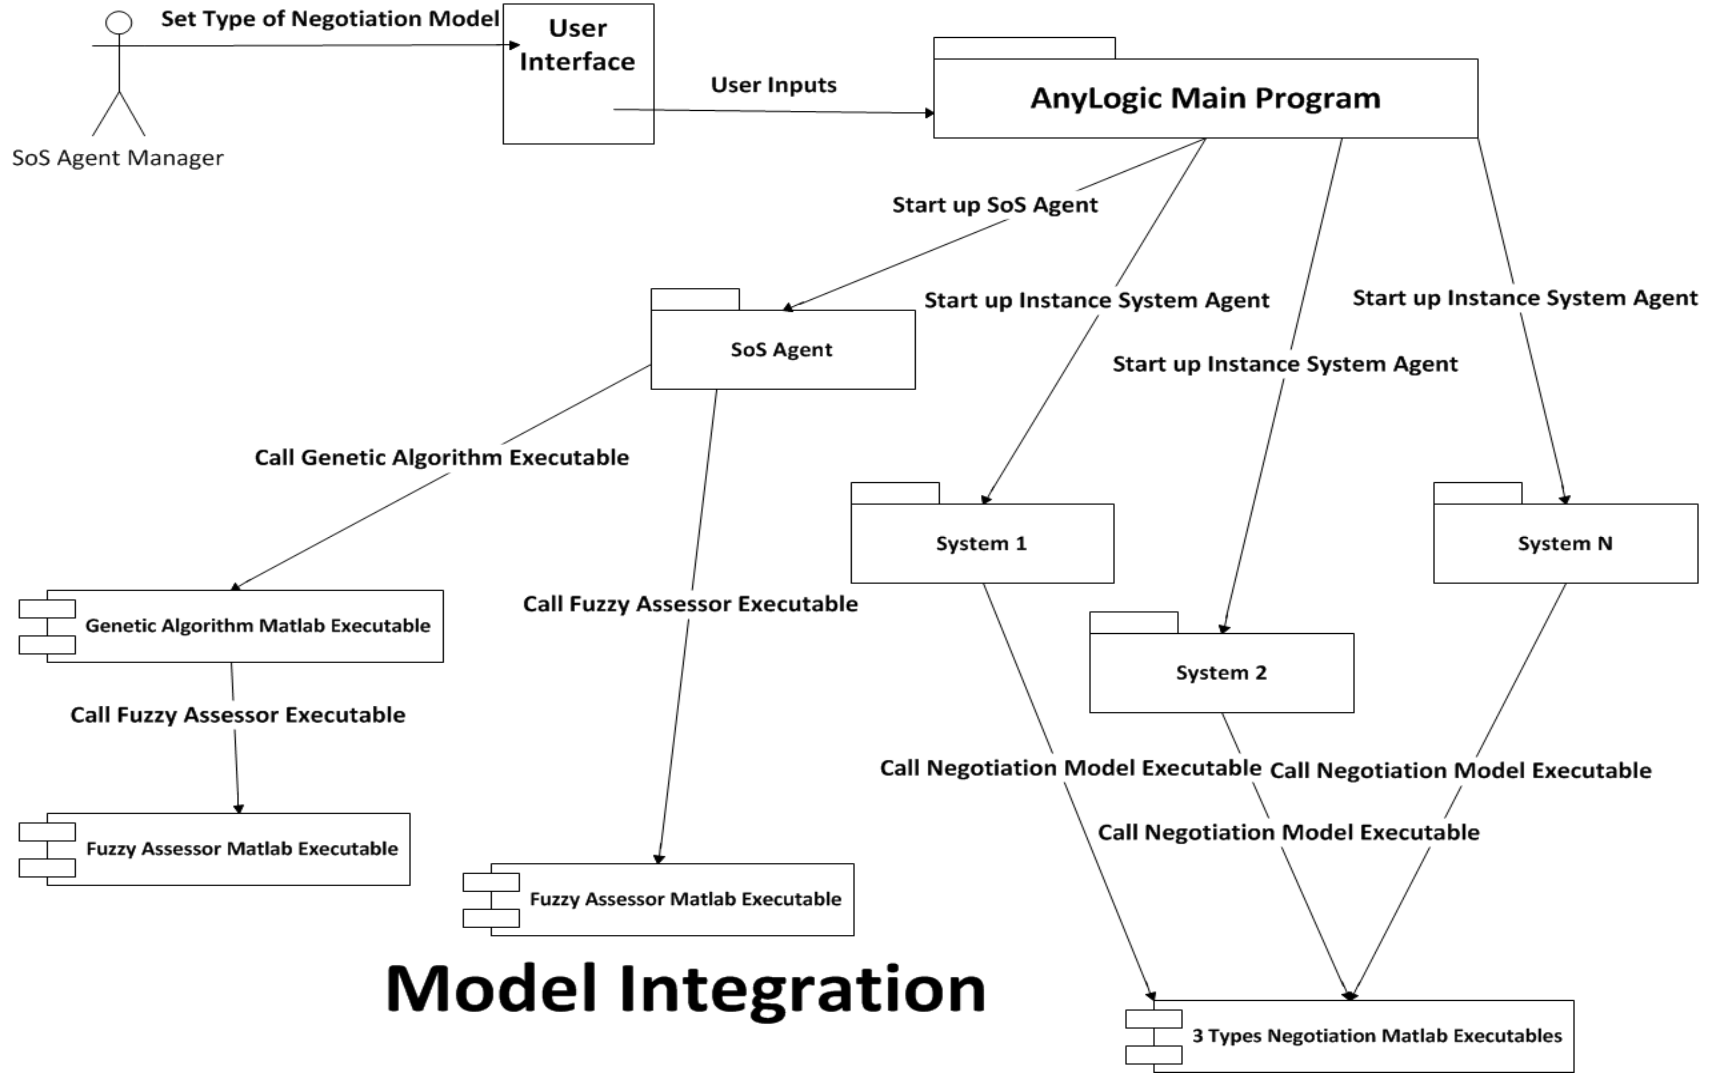 Set Type of Negotiation Model
User
Interface
User Inputs
AnyLogic Main Program
SoS Agent Manager
Start up SoS Agent
Start up Instance System Agent
Start up Instance System Agent
Start up Instance System Agent
SoS Agent
Call Genetic Algorithm Executable
System 1
System N
Call Fuzzy Assessor Executable
Genetic Algorithm Matlab Executable
System 2
Call Fuzzy Assessor Executable
Call Negotiation Model Executable
Call Negotiation Model Executable
Call Negotiation Model Executable
Fuzzy Assessor Matlab Executable
Fuzzy Assessor Matlab Executable
Model Integration
3 Types Negotiation Matlab Executables